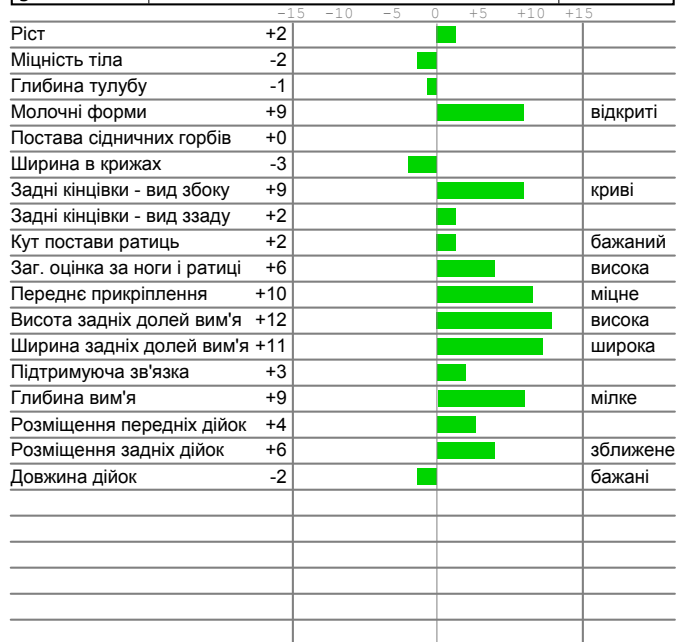 -15 -10 -5 0 +5 +10 +15
Ріст +2
Міцність тіла -2
Глибина тулубу -1
Молочні форми +9 відкриті
Постава сідничних горбів +0
Ширина в крижах -3
Задні кінцівки - вид збоку +9 криві
Задні кінцівки - вид ззаду +2
Кут постави ратиць +2 бажаний
Заг. оцінка за ноги і ратиці +6 висока
Переднє прикріплення +10 міцне
Висота задніх долей вим'я +12 висока
Ширина задніх долей вим'я +11 широка
Підтримуюча зв'язка +3
Глибина вим'я +9 мілке
Розміщення передніх дійок +4
Розміщення задніх дійок +6 зближене
Довжина дійок -2 бажані